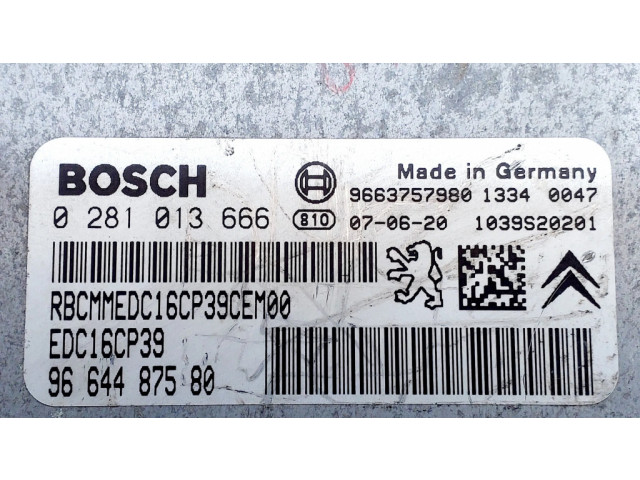 BOSCH
Made in Germany
9663757980 1334 0047
0 281 013 666
810 07-06-20 1039S20201
RBCMMEDC16CP39CEM00
EDC16CP39
96 644 875 80